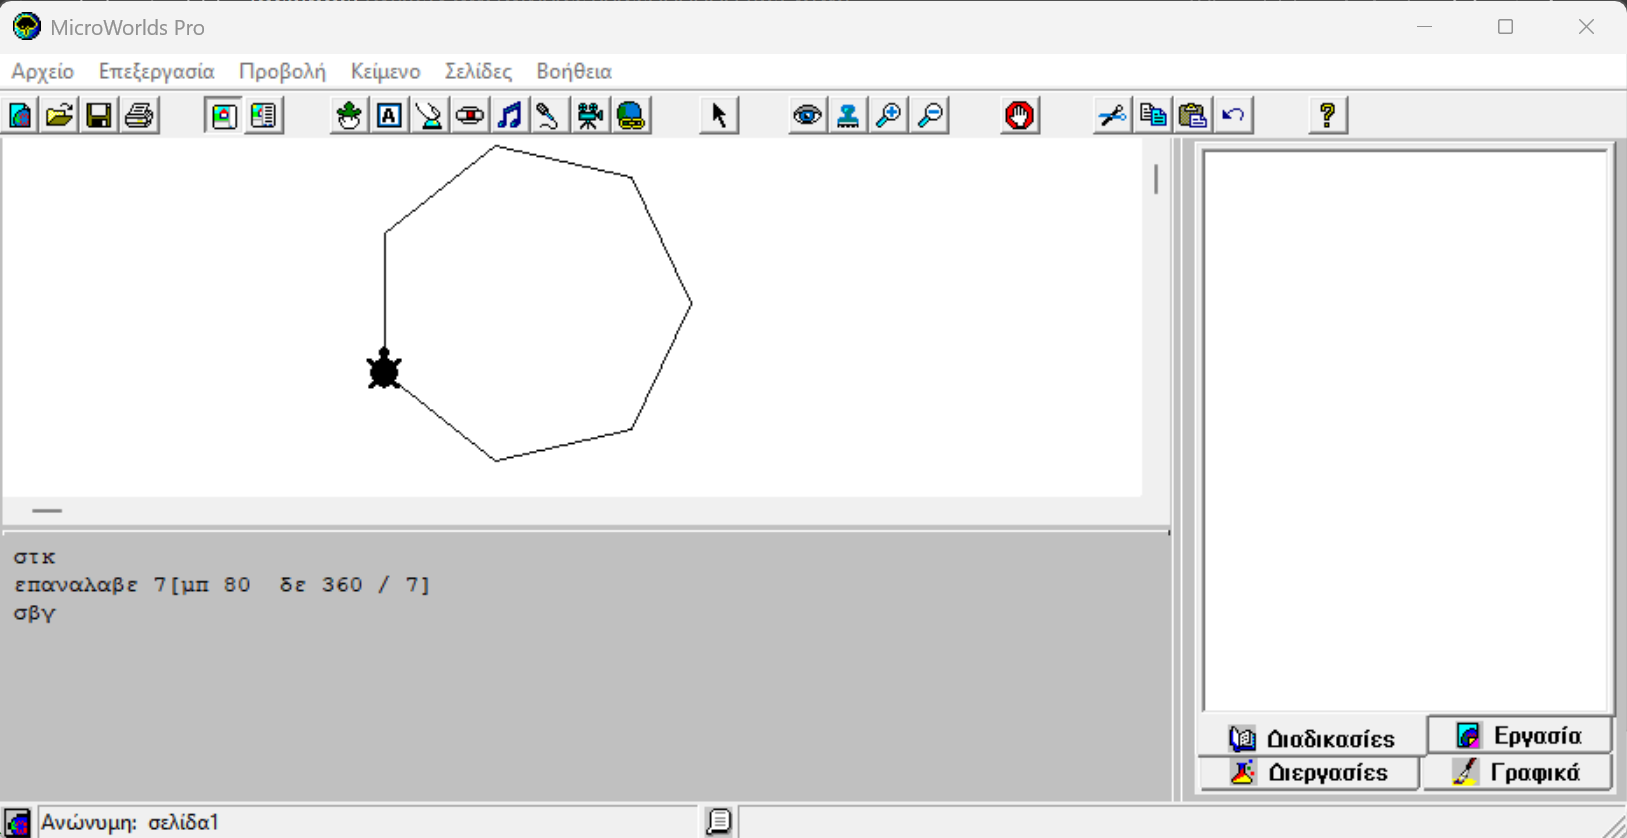 MicroWorlds Pro
Αρχείο Επεξεργασία Προβολή Κείμενο Σελίδες Βοήθεια
A
?
στκ
επαναλαβε 7[μπ 80  δε 360 / 7]
σβγ
Διαδικασίες
Εργασία
Διεργασίες
Γραφικά
Ανώνυμη: σελίδα1